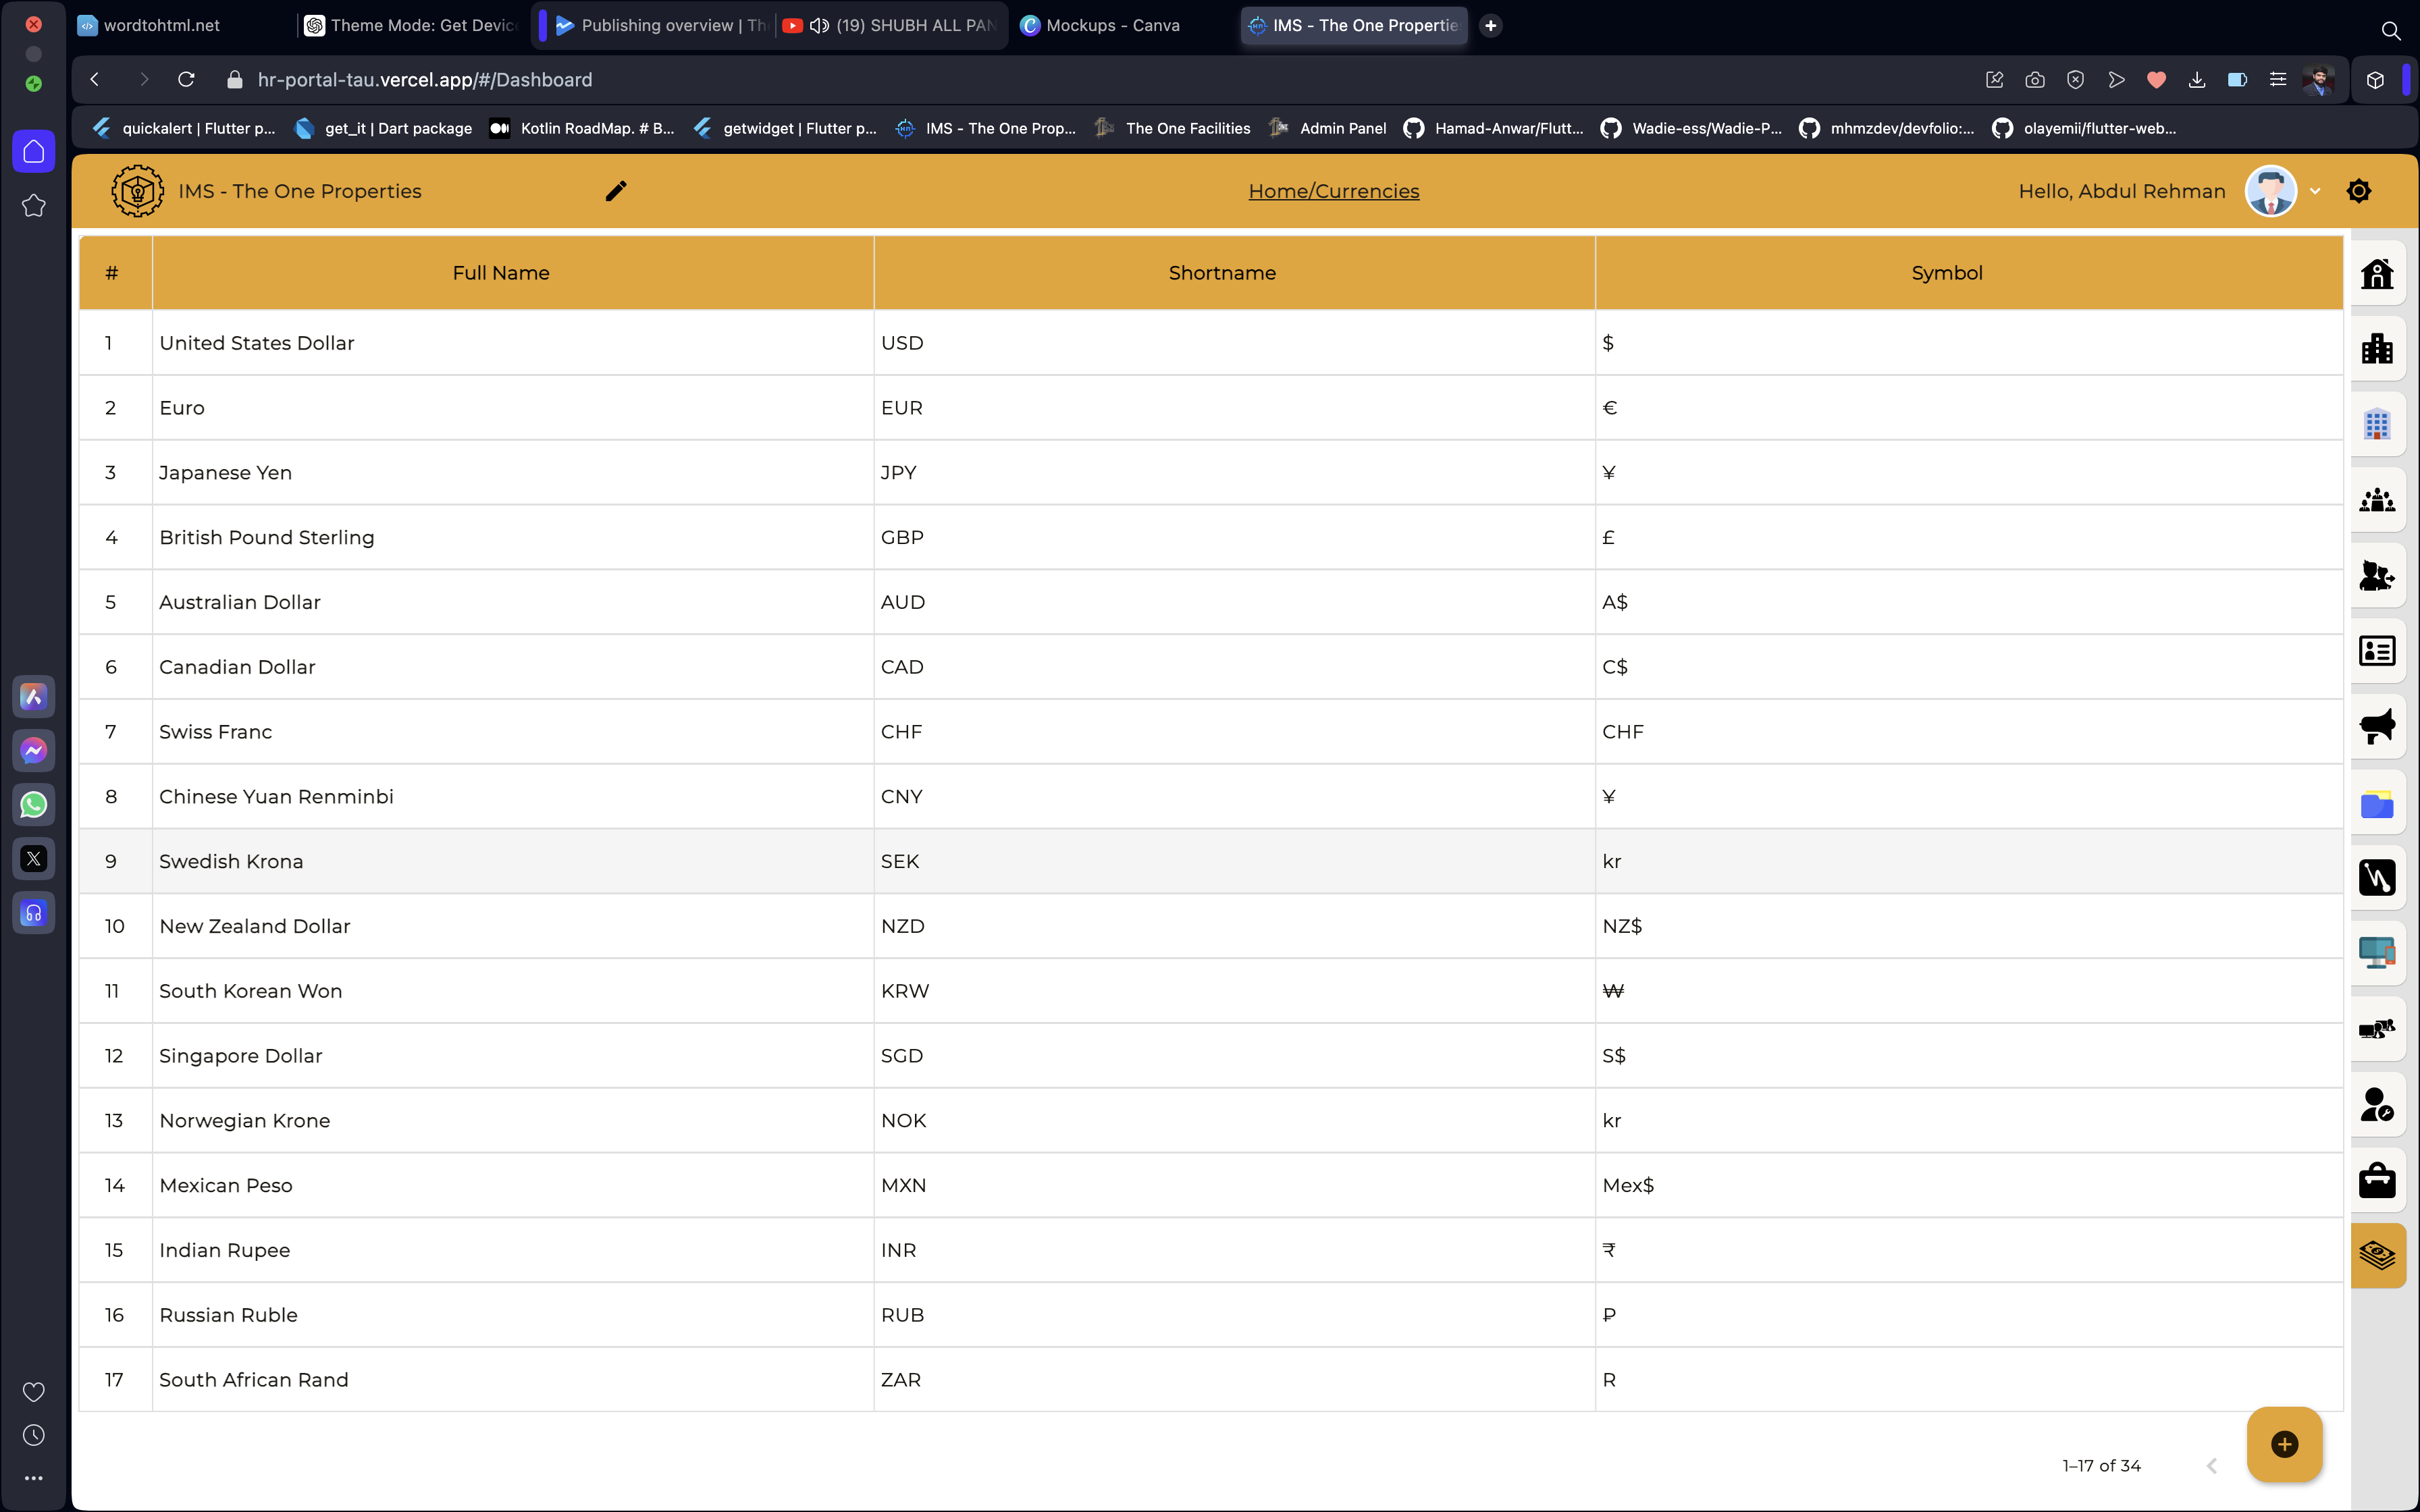 wordtohtml.net
Theme Mode: Get Device
Publishing overview | Th
(19) SHUBH ALL PAN
Mockups - Canva
IMS - The One Propertie
hr-portal-tau.vercel.app/#/Dashboard
quickalert | Flutter p...
get_it | Dart package
Kotlin RoadMap. # B...
getwidget | Flutter p...
IMS - The One Prop...
The One Facilities
Admin Panel
Hamad-Anwar/Flutt...
Wadie-ess/Wadie-P...
mhmzdev/devfolio:...
olayemii/flutter-web...
IMS - The One Properties
Home/Currencies
Hello, Abdul Rehman
# Full Name Shortname Symbol
1 United States Dollar USD $
2 Euro EUR €
3 Japanese Yen JPY ¥
4 British Pound Sterling GBP £
5 Australian Dollar AUD A$
6 Canadian Dollar CAD C$
7 Swiss Franc CHF CHF
8 Chinese Yuan Renminbi CNY ¥
9 Swedish Krona SEK kr
10 New Zealand Dollar NZD NZ$
11 South Korean Won KRW ₩
12 Singapore Dollar SGD S$
13 Norwegian Krone NOK kr
14 Mexican Peso MXN Mex$
15 Indian Rupee INR ₹
16 Russian Ruble RUB ₽
17 South African Rand ZAR R
1–17 of 34